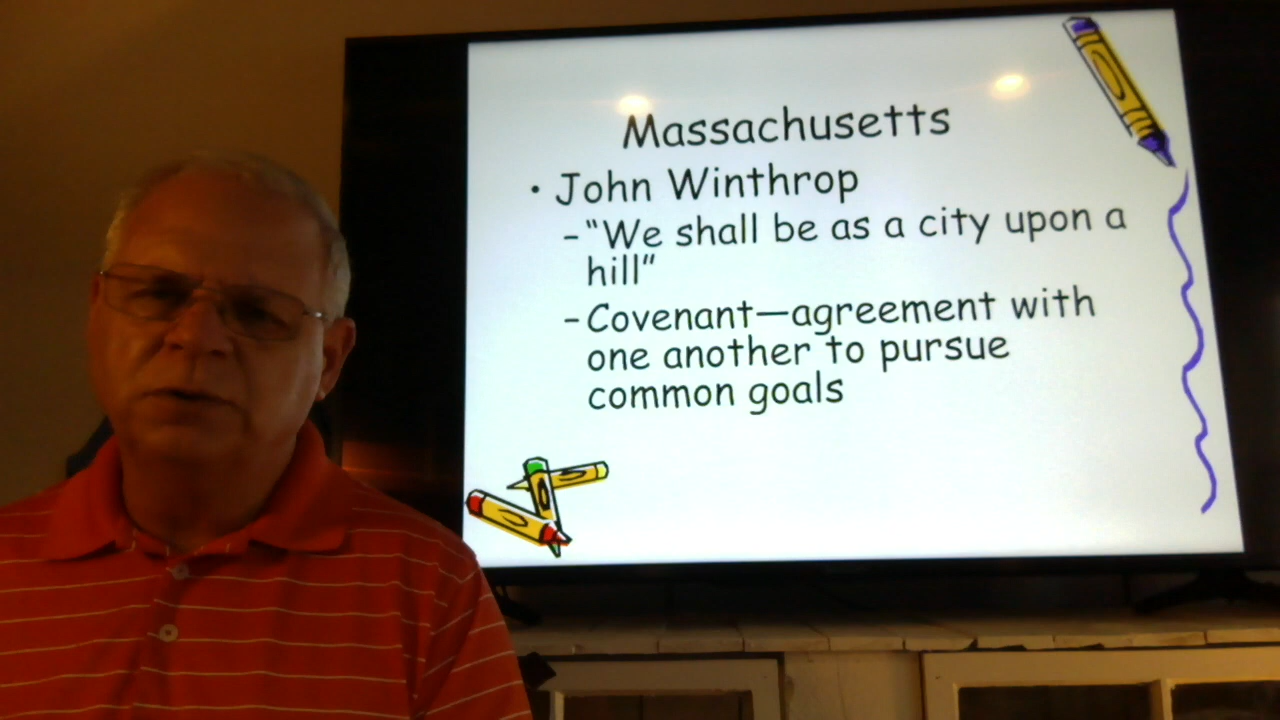 Massachusetts
• John Winthrop
–“We shall be as a city upon a
hill”
–Covenant—agreement with
one another to pursue
common goals